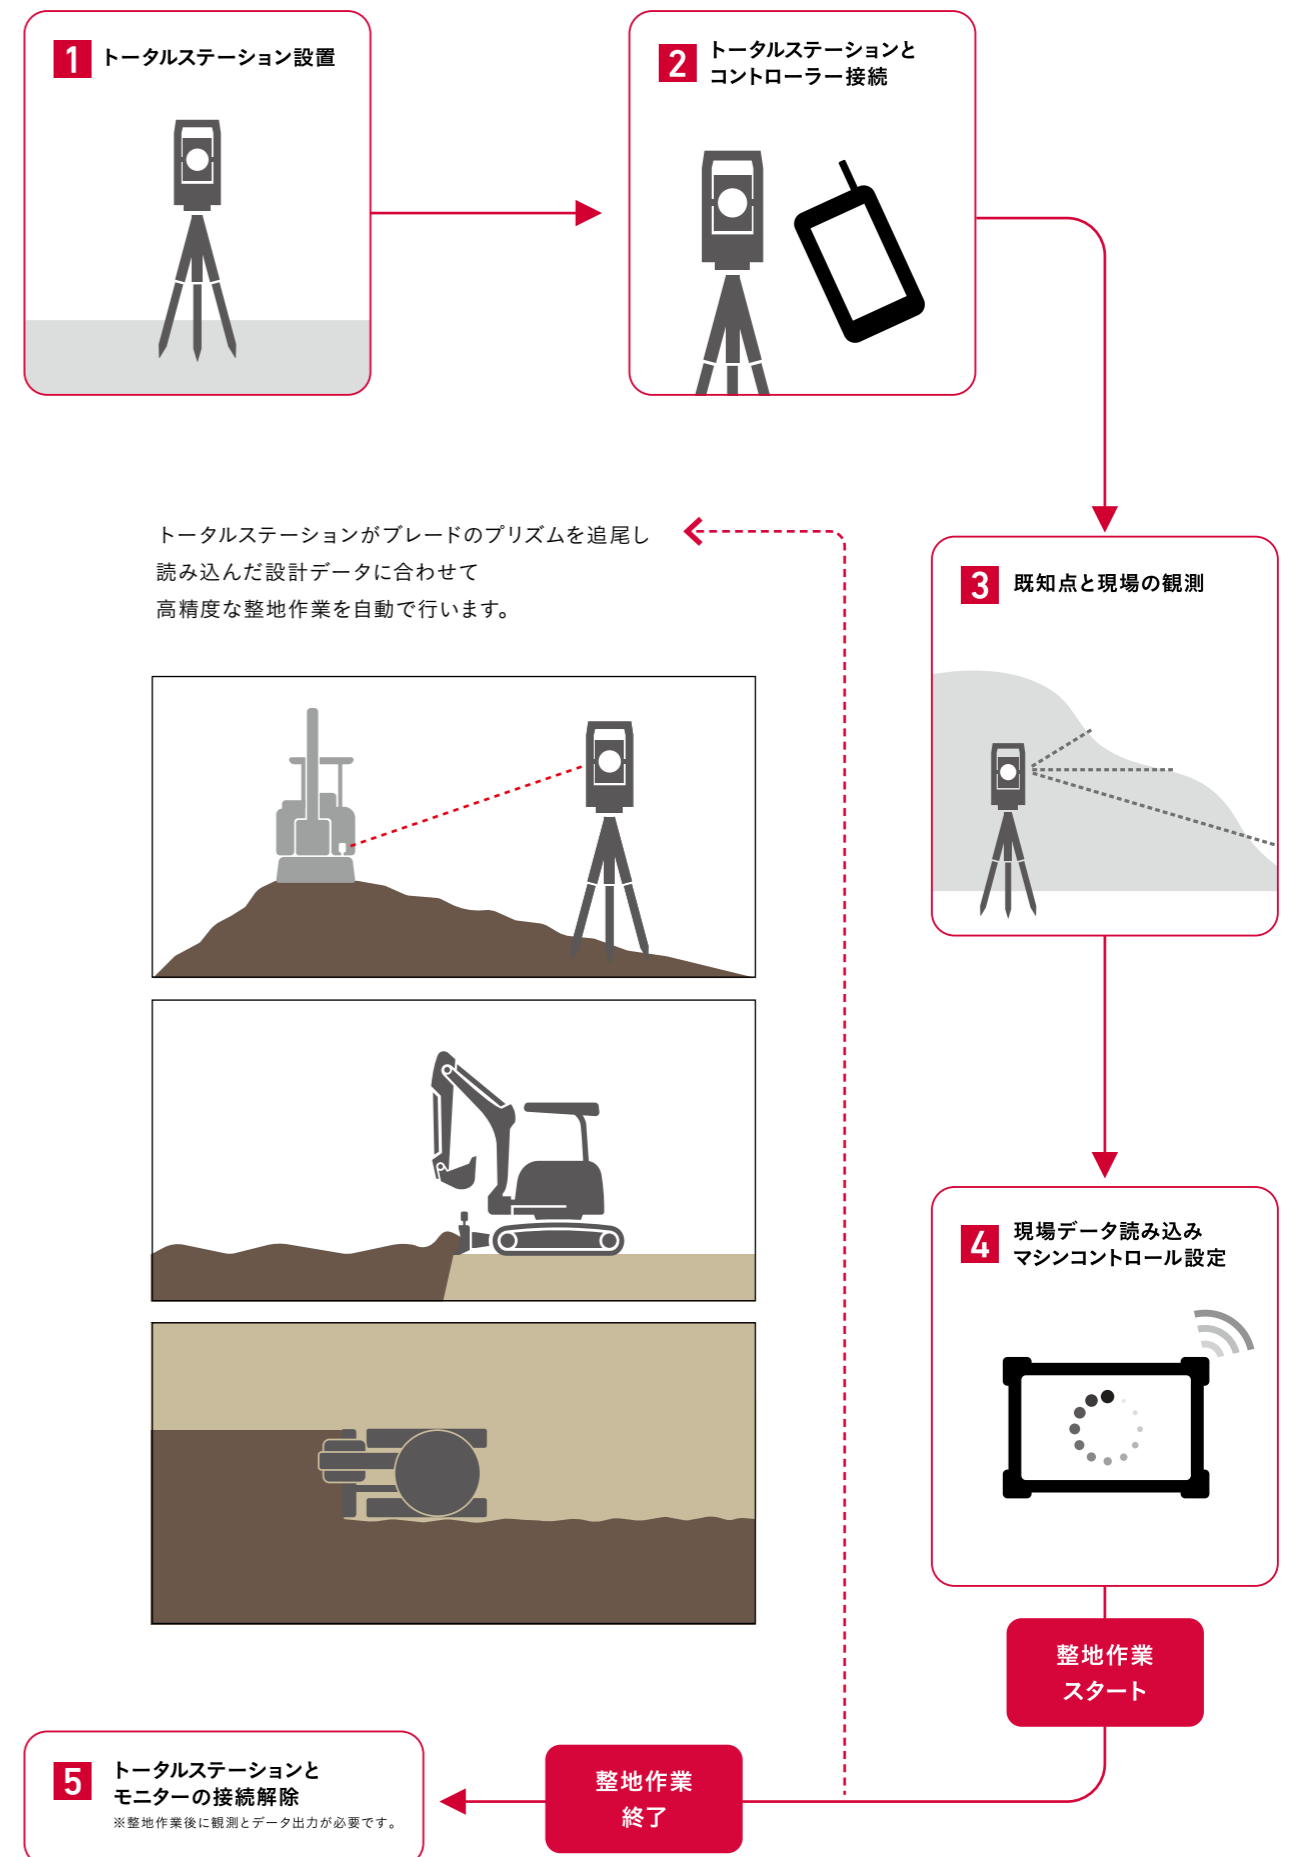 1 トータルステーション設置
2 トータルステーションと
コントローラー接続
3 既知点と現場の観測
トータルステーションがブレードのプリズムを追尾し
読み込んだ設計データに合わせて
高精度な整地作業を自動で行います。
4 現場データ読み込み
マシンコントロール設定
整地作業
スタート
整地作業
終了
5 トータルステーションと
モニターの接続解除
※整地作業後に観測とデータ出力が必要です。